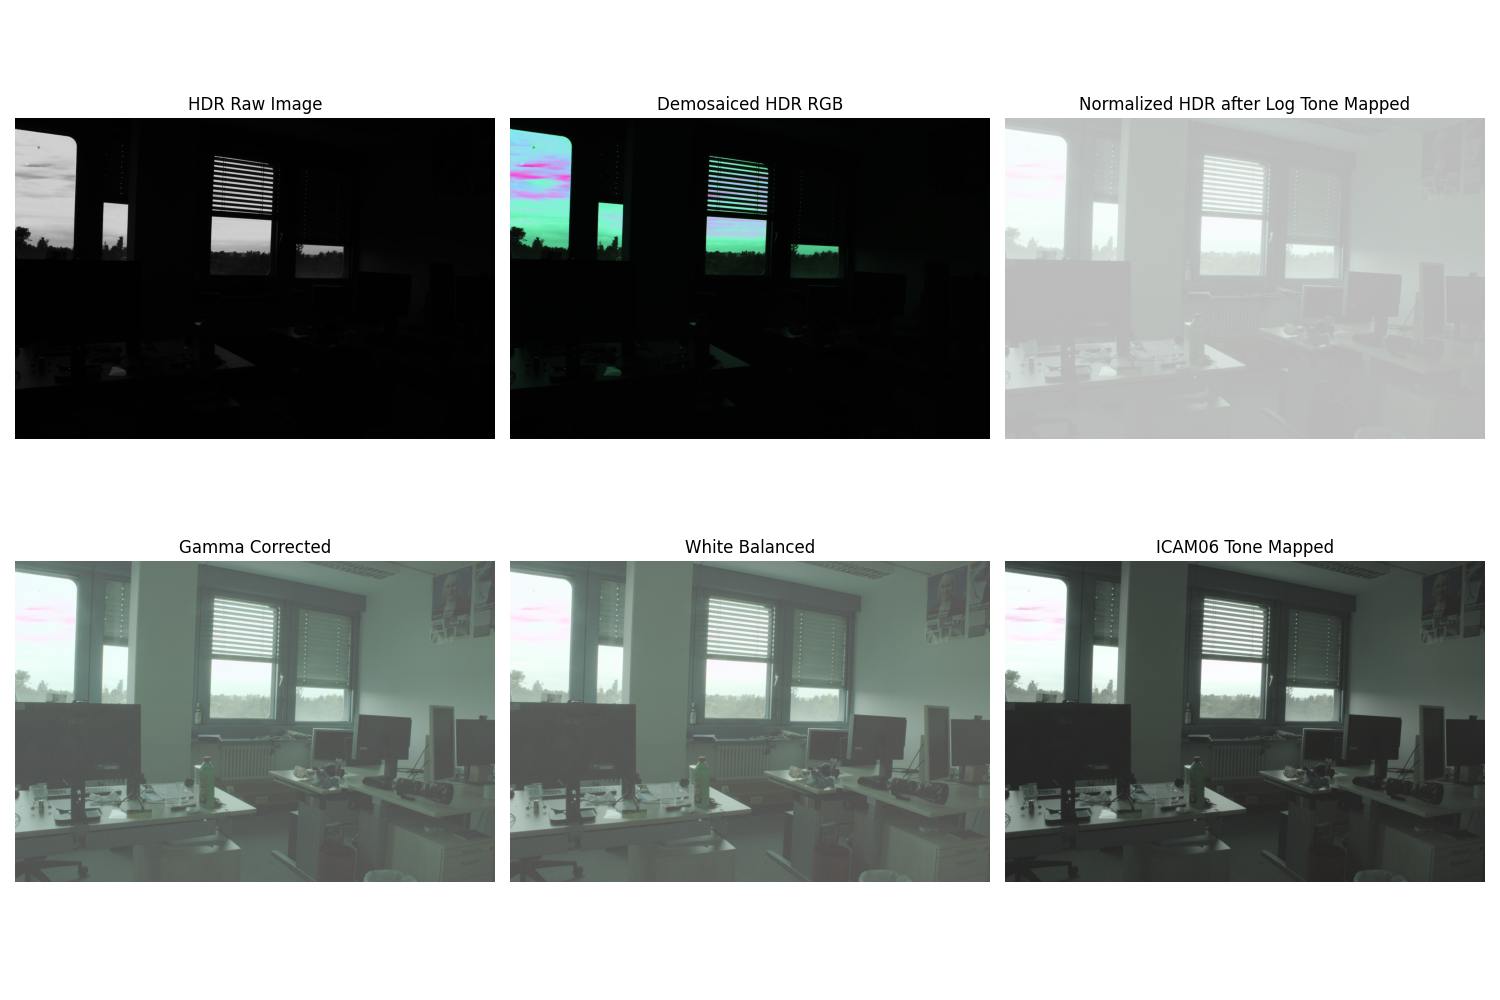 HDR Raw Image
Demosaiced HDR RGB
Normalized HDR after Log Tone Mapped
Gamma Corrected
White Balanced
ICAM06 Tone Mapped